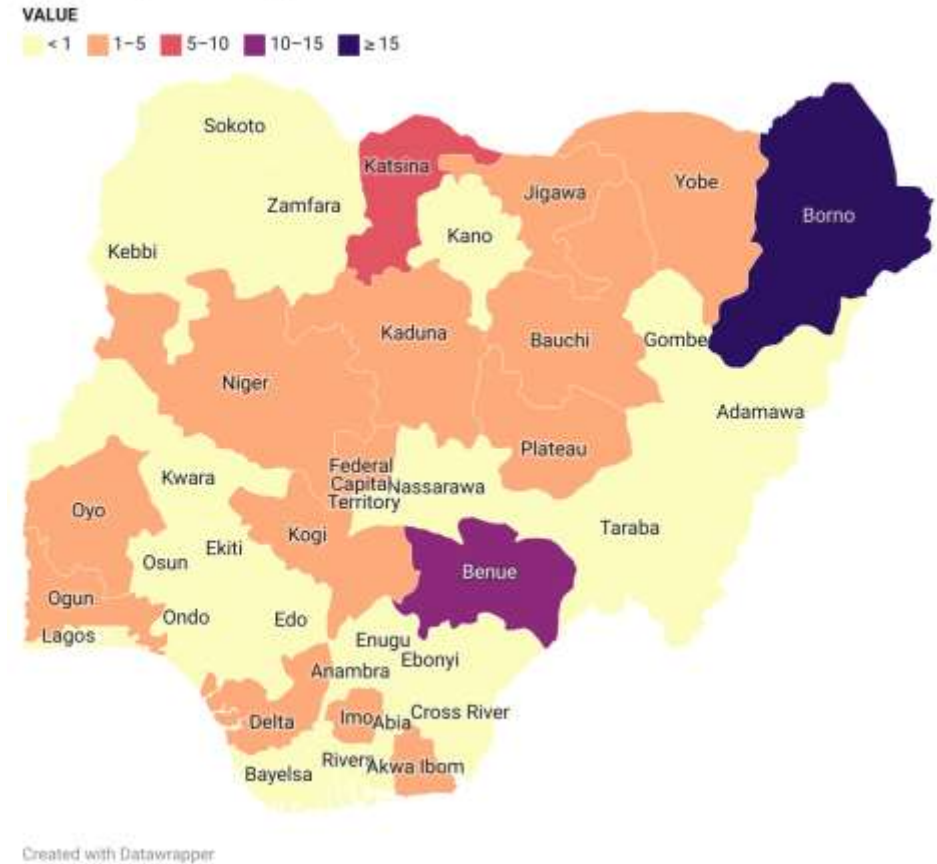 VALUE
< 1 1–5 5–10 10–15 ≥ 15
Sokoto
Katsina
Yobe
Jigawa
Zamfara
Borno
Kano
Kebbi
Kaduna
Bauchi
Gombe
Niger
Adamawa
Plateau
Federal
Capital
Territory
Nassarawa
Kwara
Oyo
Kogi
Taraba
Ekiti
Osun
Benue
Ogun
Ondo
Edo
Lagos
Enugu
Ebonyi
Anambra
Cross River
Delta
Imo
Abia
Rivers
Akwa Ibom
Bayelsa
Created with Datawrapper